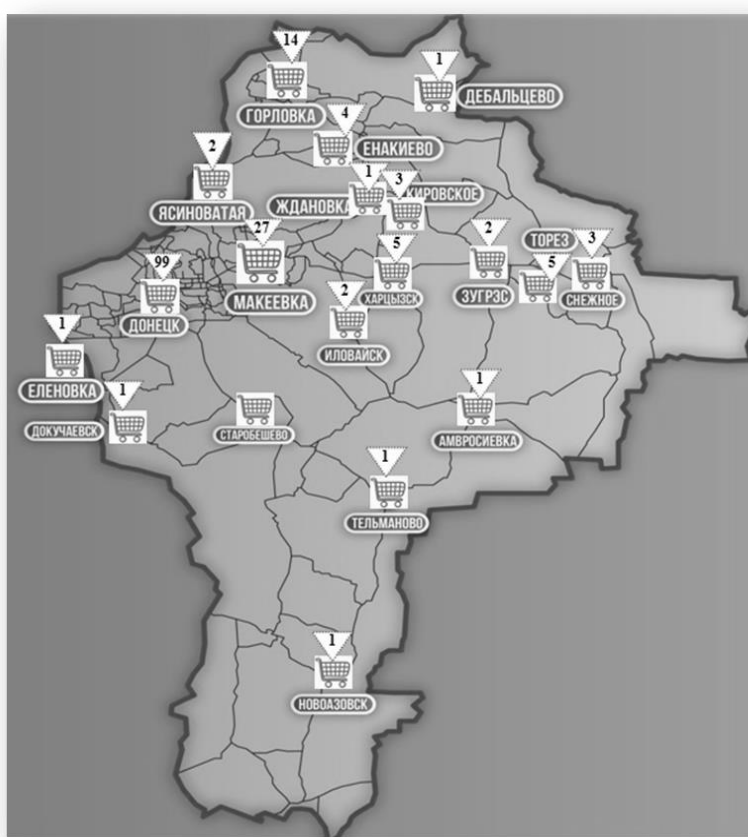 14
1
ГОРЛОВКА
ДЕБАЛЬЦЕВО
4
ЕНАКИЕВО
2
1
3
КИРОВСКОЕ
ЖДАНОВКА
ЯСИНОВАТАЯ
27
2
ТОРЕЗ
3
99
5
5
МАКЕЕВКА
ХАРЦЫЗСК
ЗУГРЭС
СНЕЖНОЕ
2
ДОНЕЦК
1
ИЛОВАЙСК
ЕЛЕНОВКА
1
1
ДОКУЧАЕВСК
СТАРОБЕШЕВО
АМВРОСИЕВКА
1
ТЕЛЬМАНОВО
1
НОВОАЗОВСК